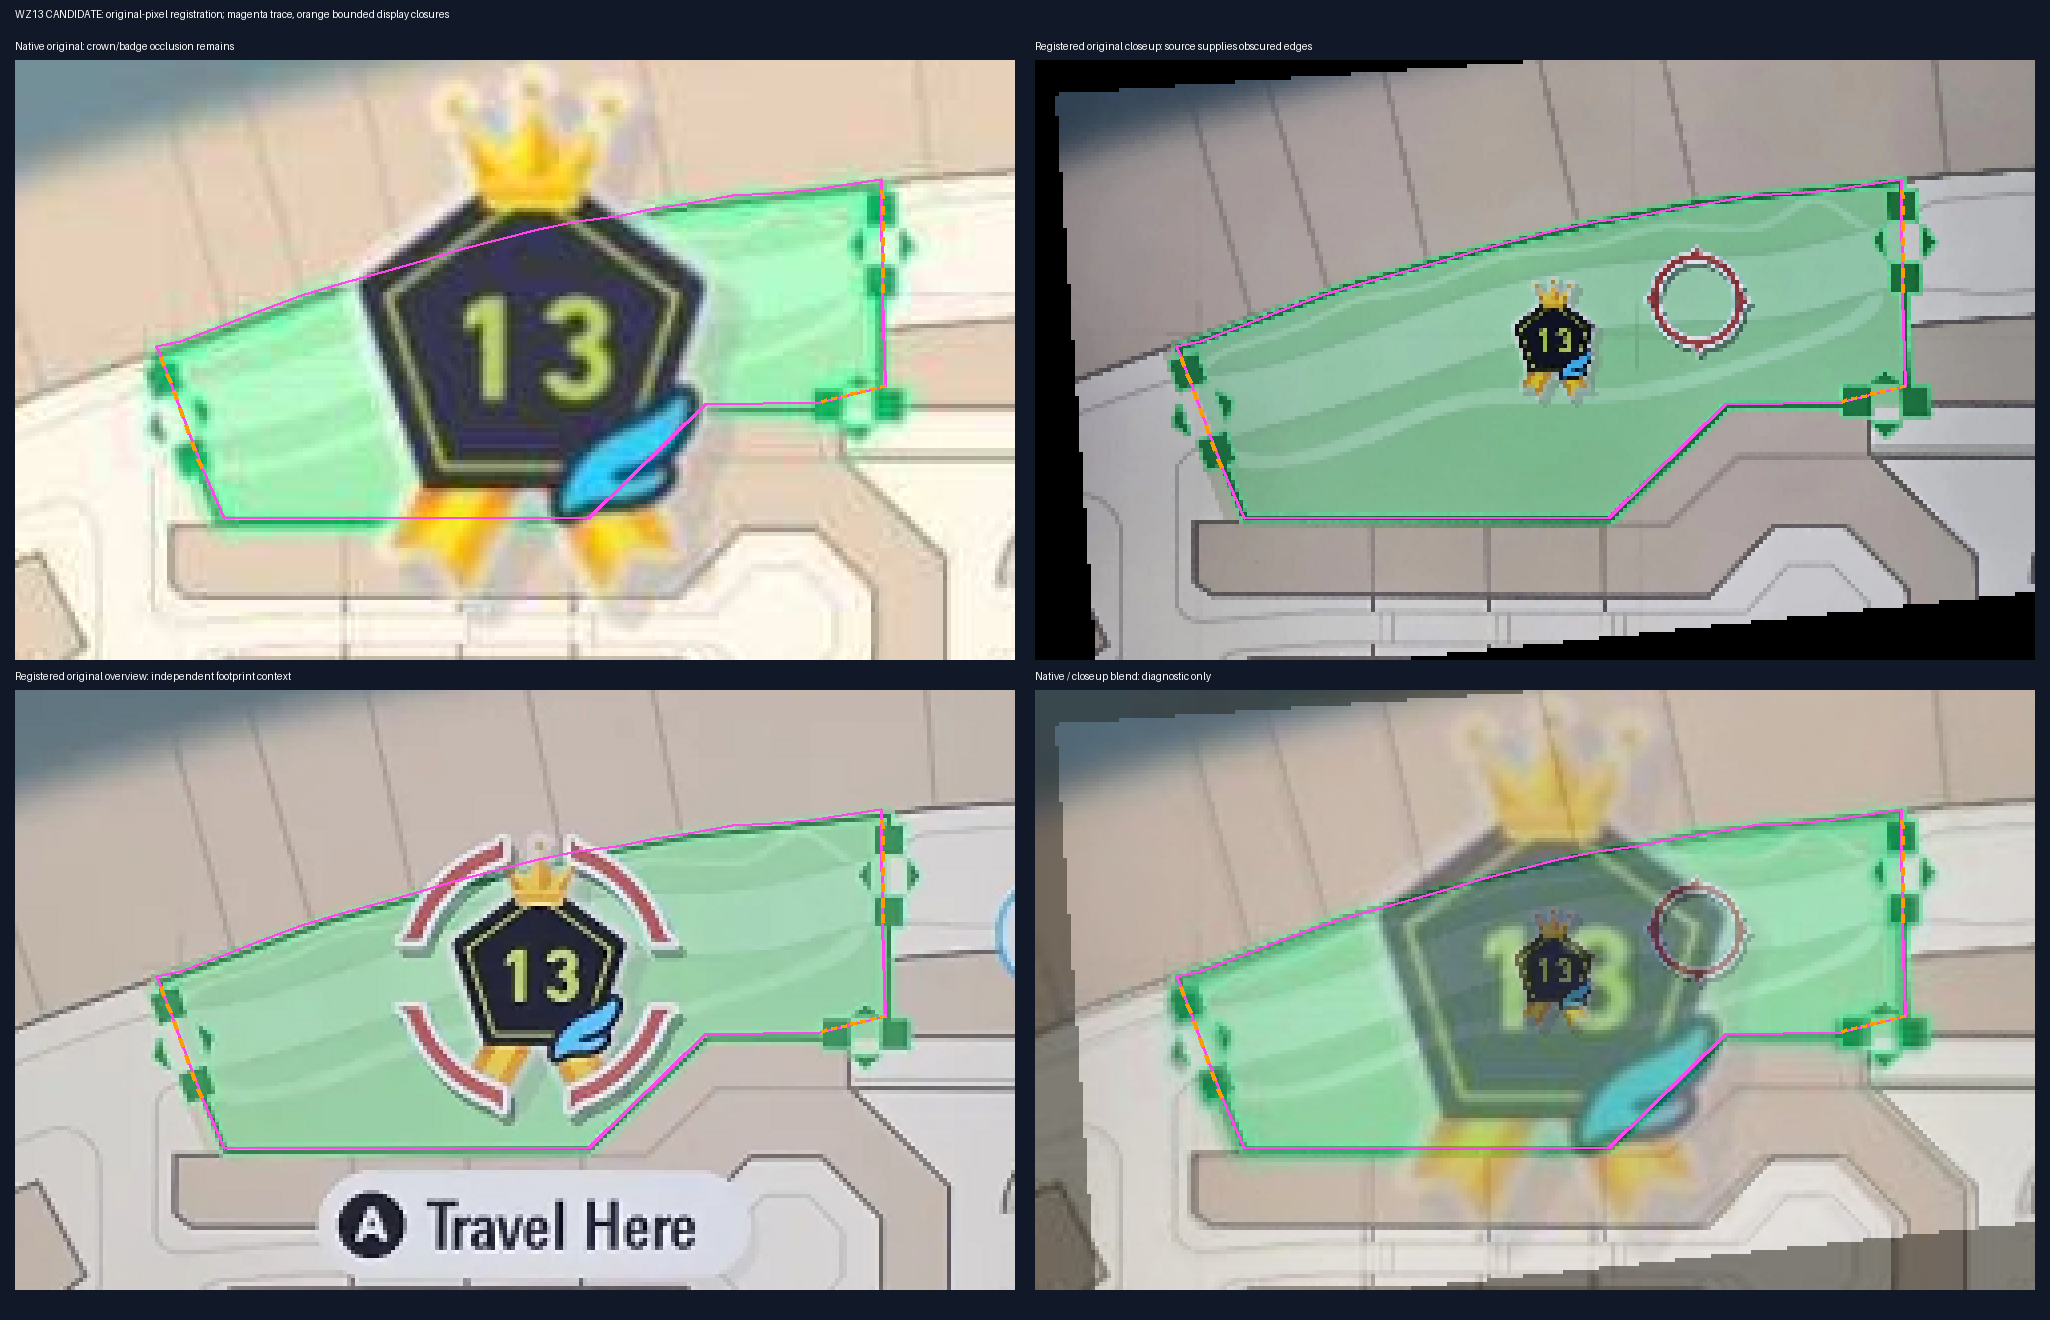 WZ13 CANDIDATE: original-pixel registration; magenta trace, orange bounded display closures
Native original: crown/badge occlusion remains
Registered original closeup: source supplies obscured edges
13
13
Registered original overview: independent footprint context
Native / closeup blend: diagnostic only
13
A Travel Here
13
13